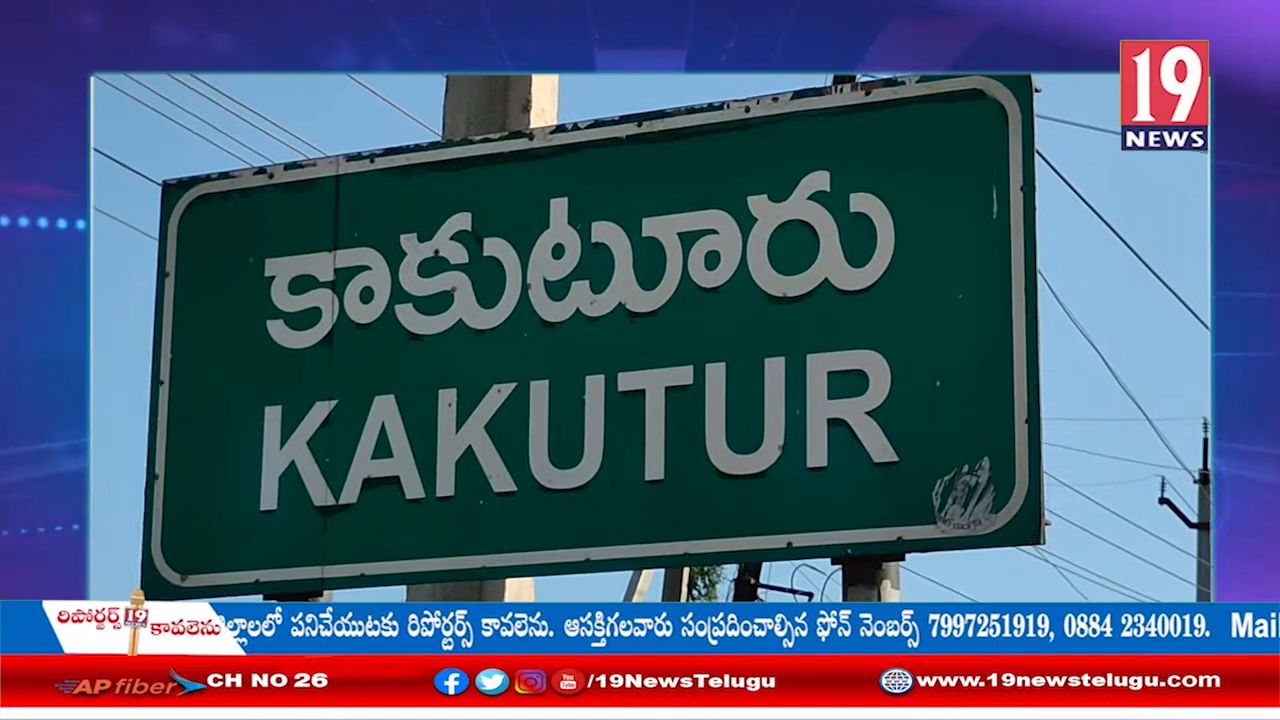 19
NEWS
కాకుటూరు
KAKUTUR
రిపోర్టర్స్ 19
కావలెను
ల్లాలలో పనిచేయుటకు రిపోర్టర్స్ కావలెను. ఆసక్తిగలవారు సంప్రదించాల్సిన ఫోన్ నెంబర్స్ 7997251919, 0884 2340019. Mail
AP fiber CH NO 26 /19NewsTelugu www.19newstelugu.com